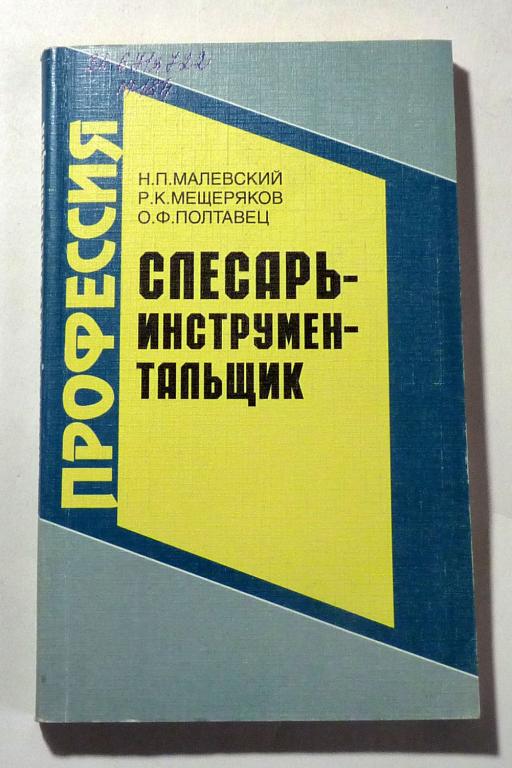 Н.П.МАЛЕВСКИЙ
Р.К.МЕЩЕРЯКОВ
О.Ф.ПОЛТАВЕЦ
СЛЕСАРЬ-
ИНСТРУМЕН-
ТАЛЬЩИК
ПРОФЕССИЯ